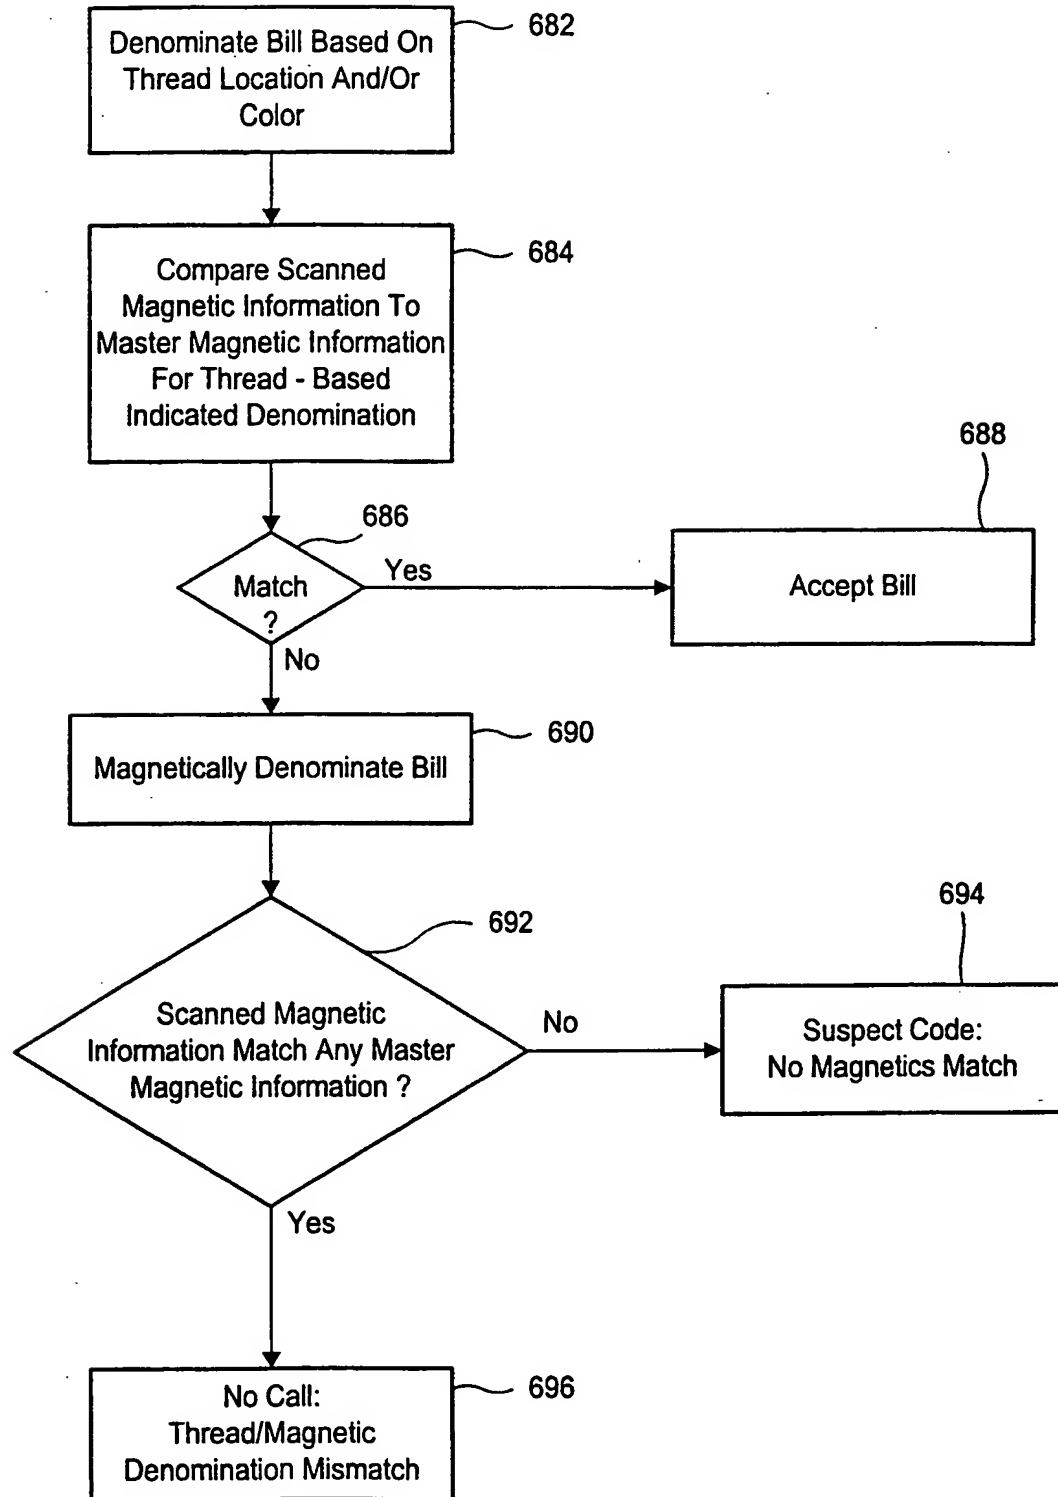 682
Denominate Bill Based On
Thread Location And/Or
Color
684
Compare Scanned
Magnetic Information To
Master Magnetic Information
For Thread - Based
Indicated Denomination
686
Match
?
Yes
688
Accept Bill
No
690
Magnetically Denominate Bill
692
Scanned Magnetic
Information Match Any Master
Magnetic Information ?
No
694
Suspect Code:
No Magnetics Match
Yes
696
No Call:
Thread/Magnetic
Denomination Mismatch